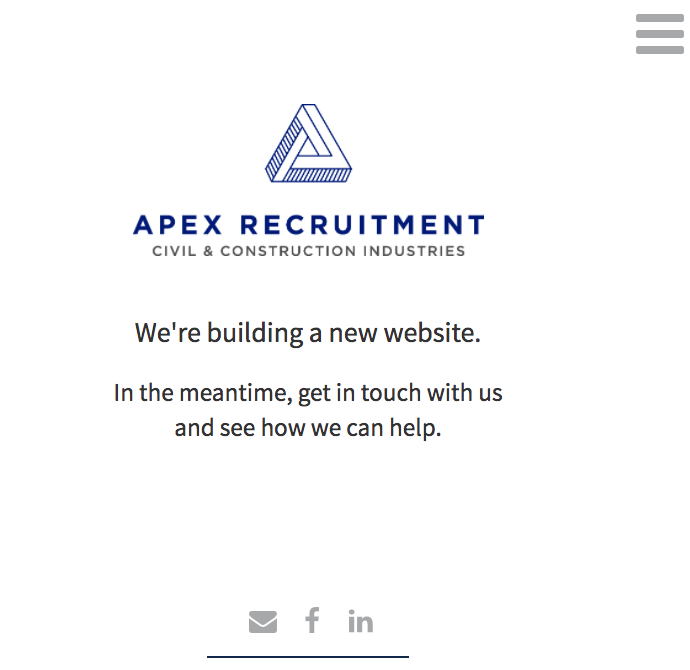 APEX RECRUITMENT
CIVIL & CONSTRUCTION INDUSTRIES
We're building a new website.
In the meantime, get in touch with us
and see how we can help.